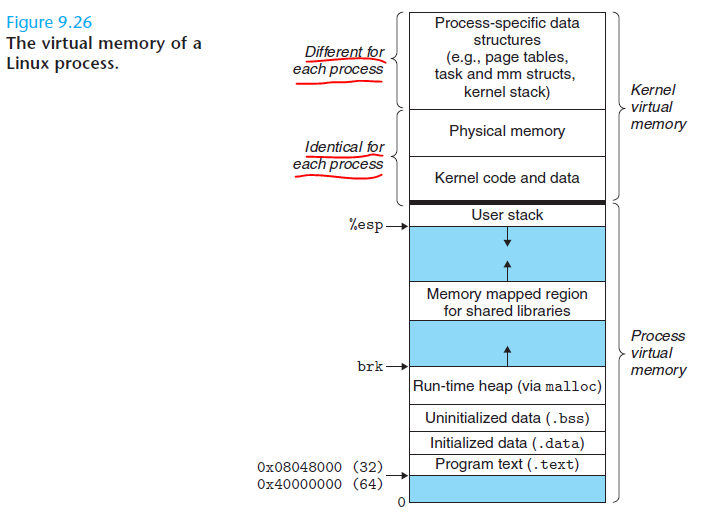 Figure 9.26
The virtual memory of a
Linux process.
Different for
each process
Process-specific data
structures
(e.g., page tables,
task and mm structs,
kernel stack)
Kernel
virtual
memory
Identical for
each process
Physical memory
Kernel code and data
User stack
%esp
Memory mapped region
for shared libraries
Process
virtual
memory
brk
Run-time heap (via malloc)
Uninitialized data (.bss)
Initialized data (.data)
Program text (.text)
0x08048000 (32)
0x40000000 (64)
0